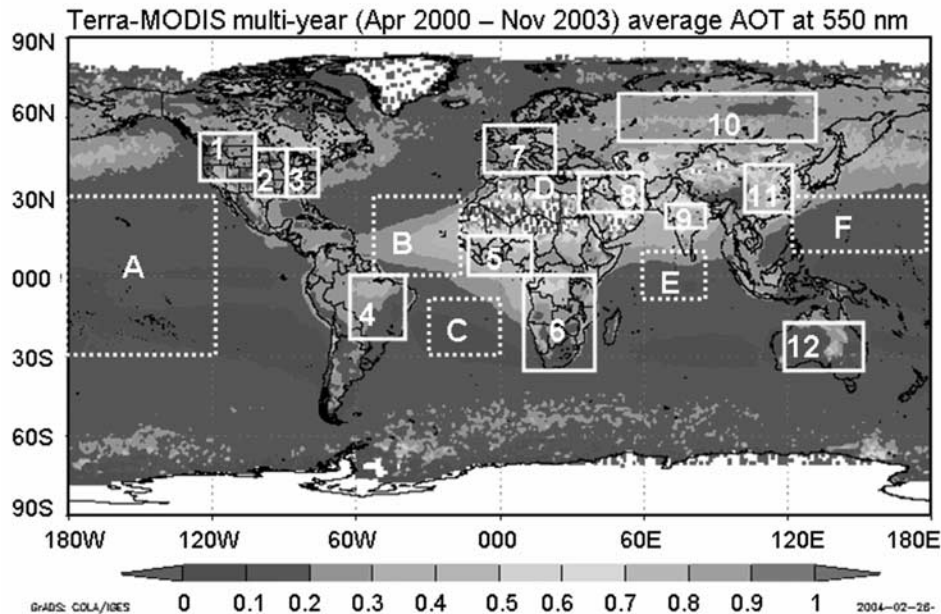 Terra-MODIS multi-year (Apr 2000 – Nov 2003) average AOT at 550 nm
90N
60N
30N
000
30S
60S
90S
1
2
3
4
5
6
7
8
9
10
11
12
A
B
C
D
E
F
180W
120W
60W
000
60E
120E
180E
0
0.1
0.2
0.3
0.4
0.5
0.6
0.7
0.8
0.9
1
GrADS: COLA/IGES
2004-02-26